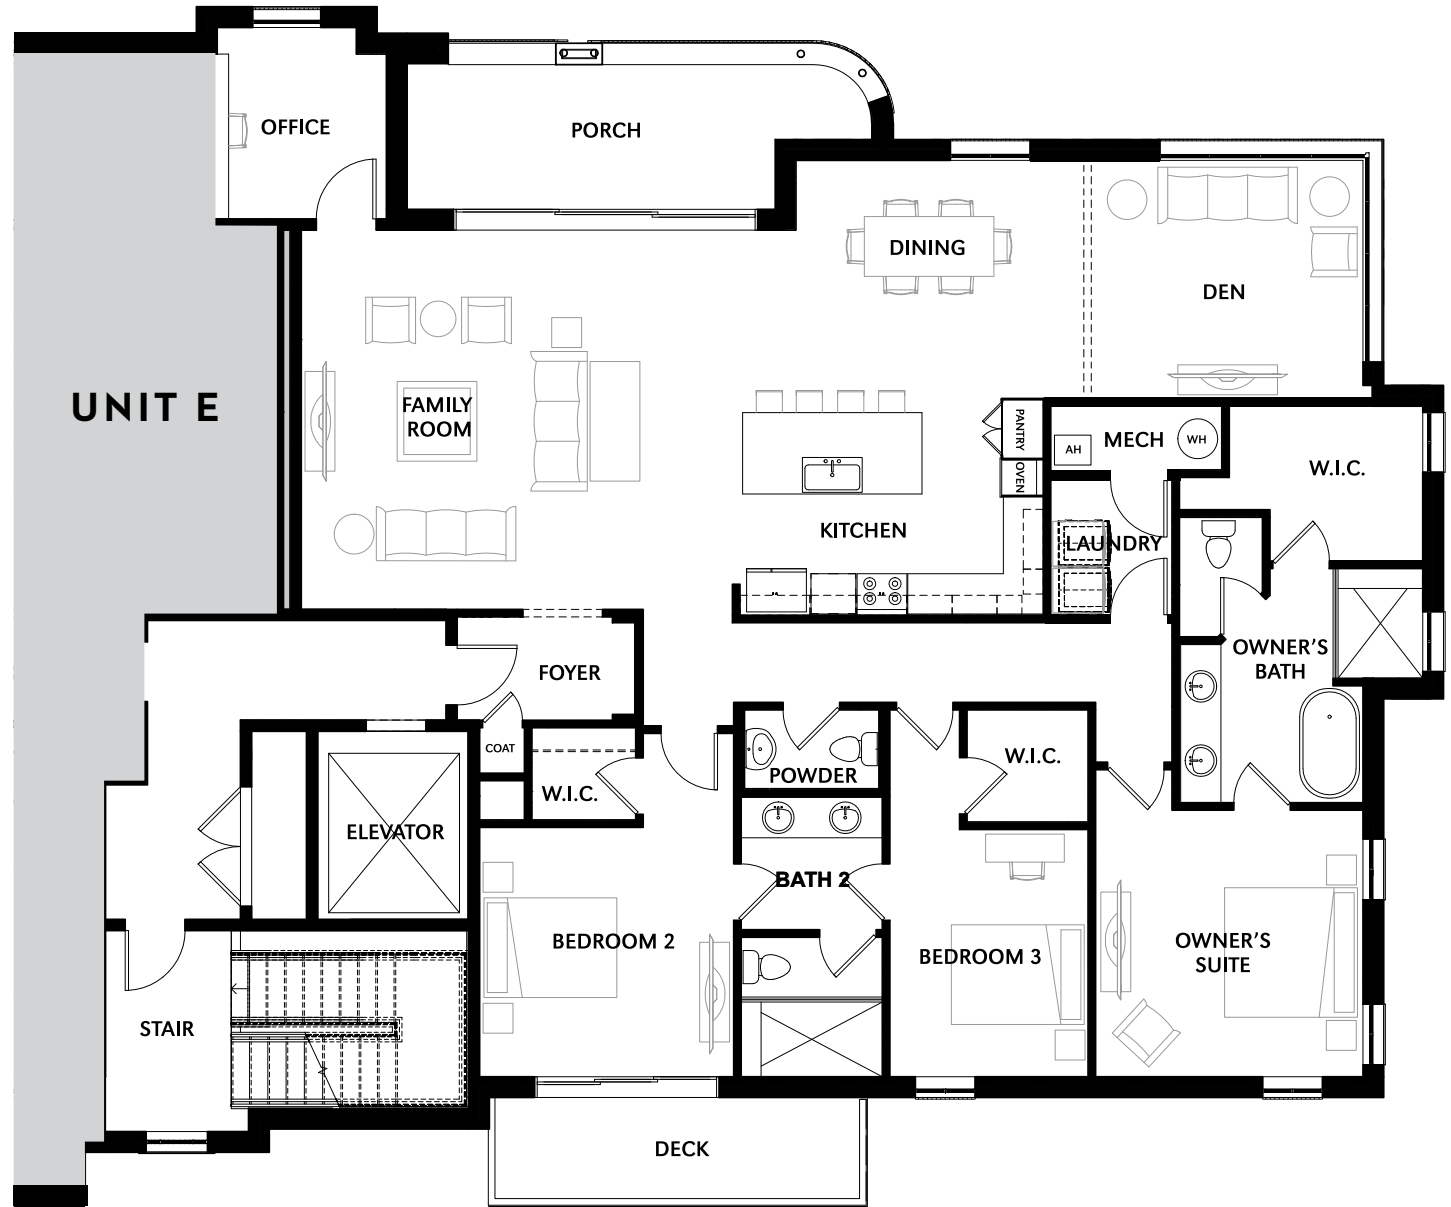 OFFICE
PORCH
DINING
DEN
UNIT E
FAMILY
ROOM
PANTRY
MECH
WH
AH
W.I.C.
OVEN
KITCHEN
LAUNDRY
OWNER'S
BATH
FOYER
COAT
W.I.C.
POWDER
W.I.C.
ELEVATOR
BATH 2
BEDROOM 2
BEDROOM 3
OWNER'S
SUITE
STAIR
DECK